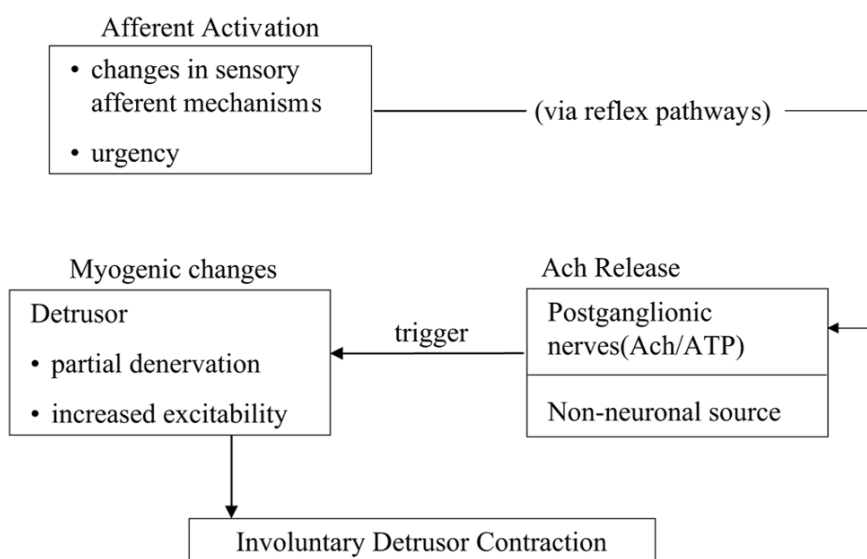 Afferent Activation
• changes in sensory
afferent mechanisms
• urgency
(via reflex pathways)
Myogenic changes
Detrusor
• partial denervation
• increased excitability
trigger
Ach Release
Postganglionic
nerves(Ach/ATP)
Non-neuronal source
Involuntary Detrusor Contraction